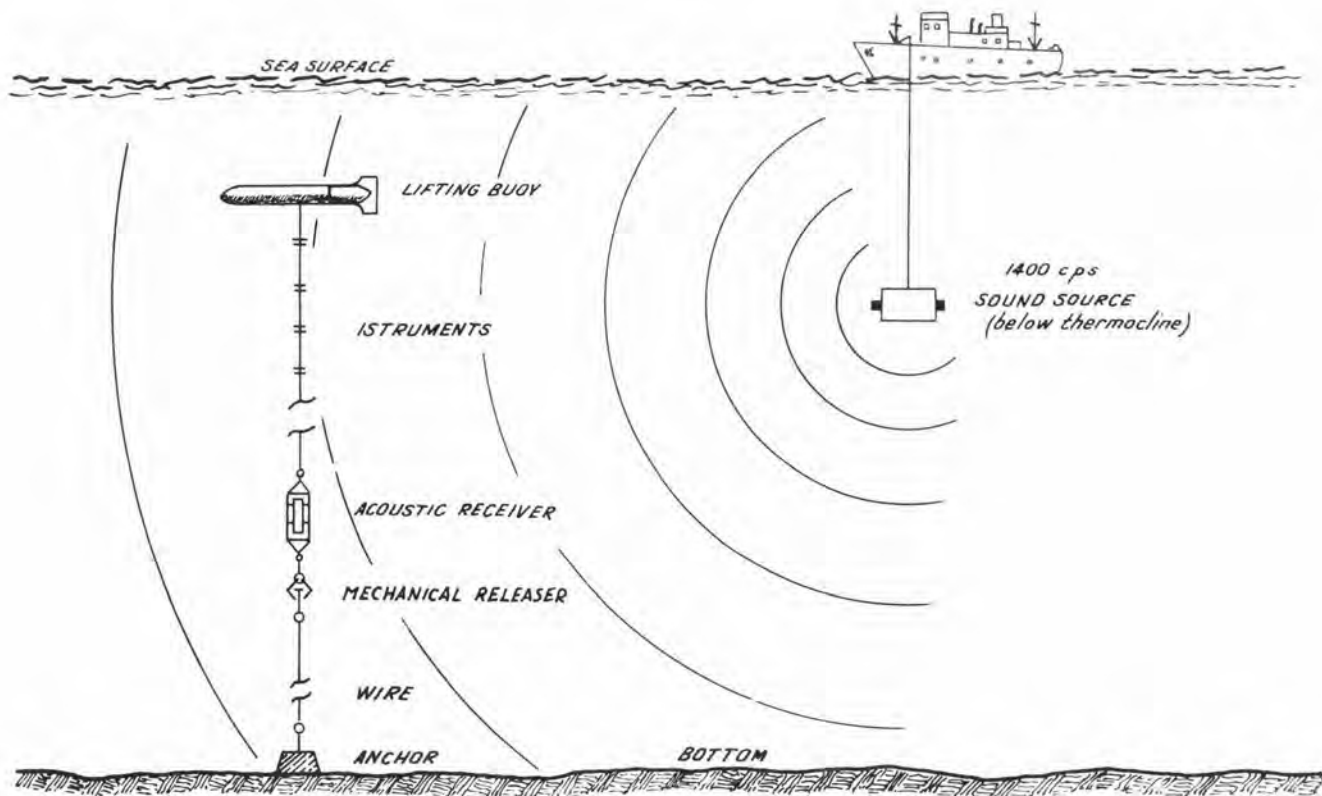 SEA SURFACE
LIFTING BUOY
1400 cps
SOUND SOURCE
(below thermocline)
ISTRUMENTS
ACOUSTIC RECEIVER
MECHANICAL RELEASER
WIRE
ANCHOR
BOTTOM